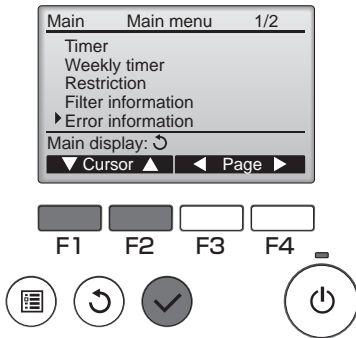 Main Main menu 1/2
Timer
Weekly timer
Restriction
Filter information
Error information
Main display:
Cursor Page
F1 F2 F3 F4